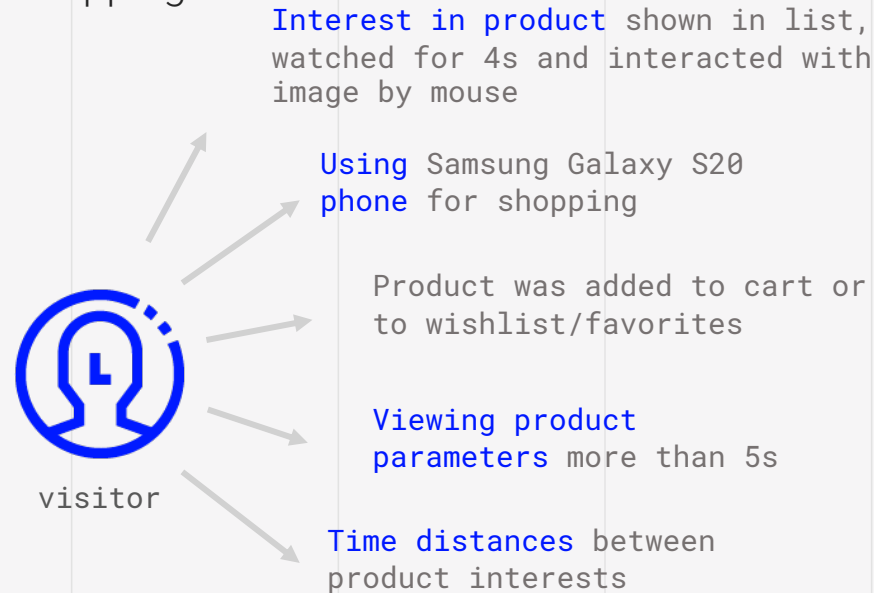 Interest in product shown in list,
watched for 4s and interacted with
image by mouse
Using Samsung Galaxy S20
phone for shopping
Product was added to cart or
to wishlist/favorites
Viewing product
parameters more than 5s
visitor
Time distances between
product interests